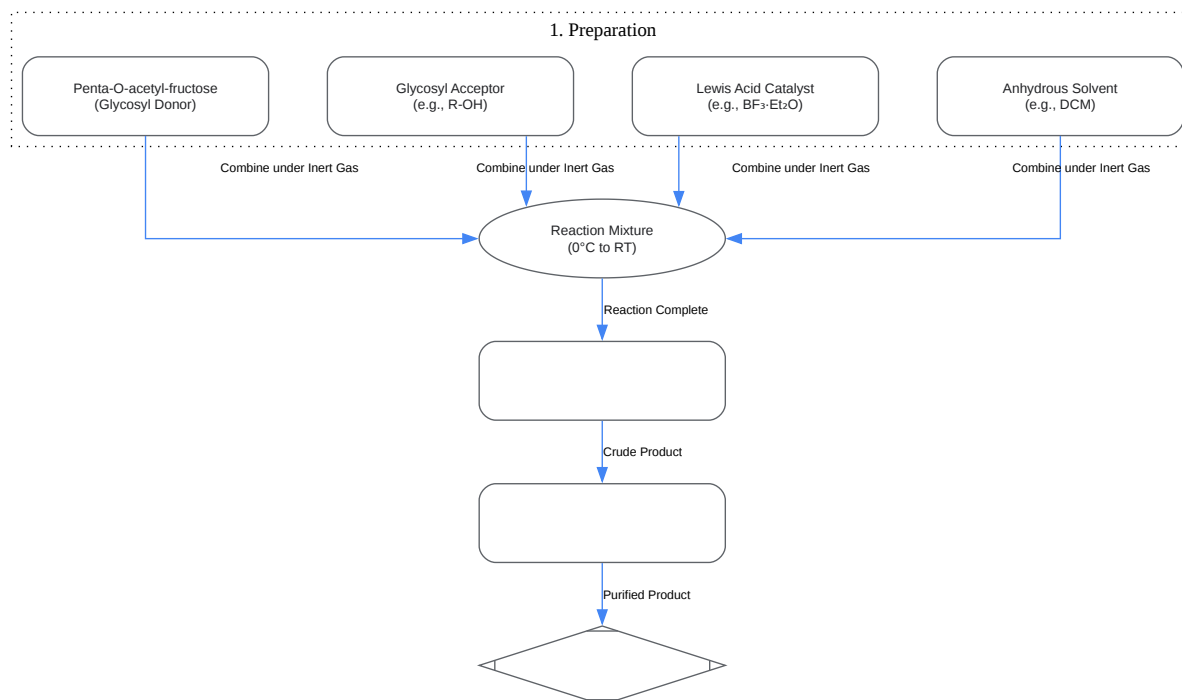 1. Preparation
Penta-O-acetyl-fructose
(Glycosyl Donor)
Glycosyl Acceptor
(e.g., R-OH)
Lewis Acid Catalyst
(e.g., BF₃·Et₂O)
Anhydrous Solvent
(e.g., DCM)
Combine under Inert Gas
Combine under Inert Gas
Combine under Inert Gas
Combine under Inert Gas
Reaction Mixture
(0°C to RT)
Reaction Complete
Crude Product
Purified Product